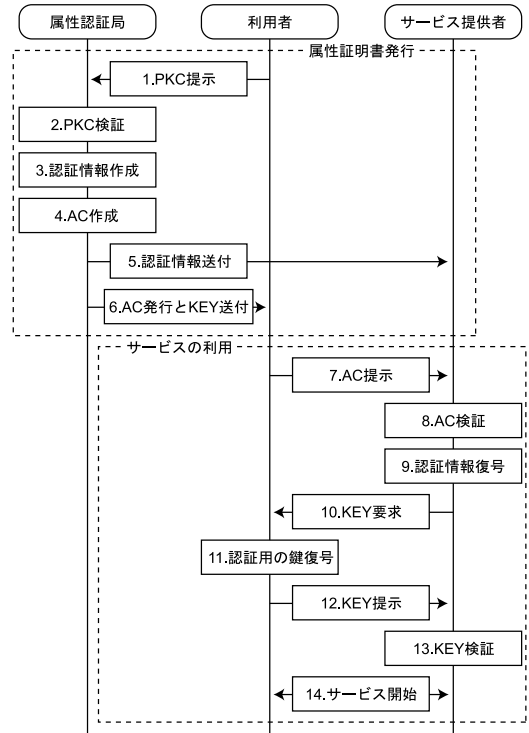 属性認証局
利用者
サービス提供者
属性証明書発行
1.PKC提示
2.PKC検証
3.認証情報作成
4.AC作成
5.認証情報送付
6.AC発行とKEY送付
サービスの利用
7.AC提示
8.AC検証
9.認証情報復号
10.KEY要求
11.認証用の鍵復号
12.KEY提示
13.KEY検証
14.サービス開始